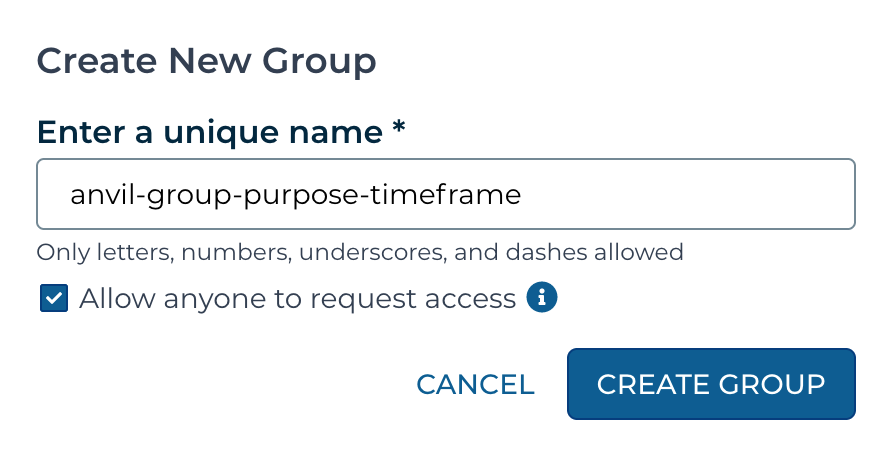 Create New Group
Enter a unique name *
anvil-group-purpose-timeframe
Only letters, numbers, underscores, and dashes allowed
Allow anyone to request access
CANCEL CREATE GROUP